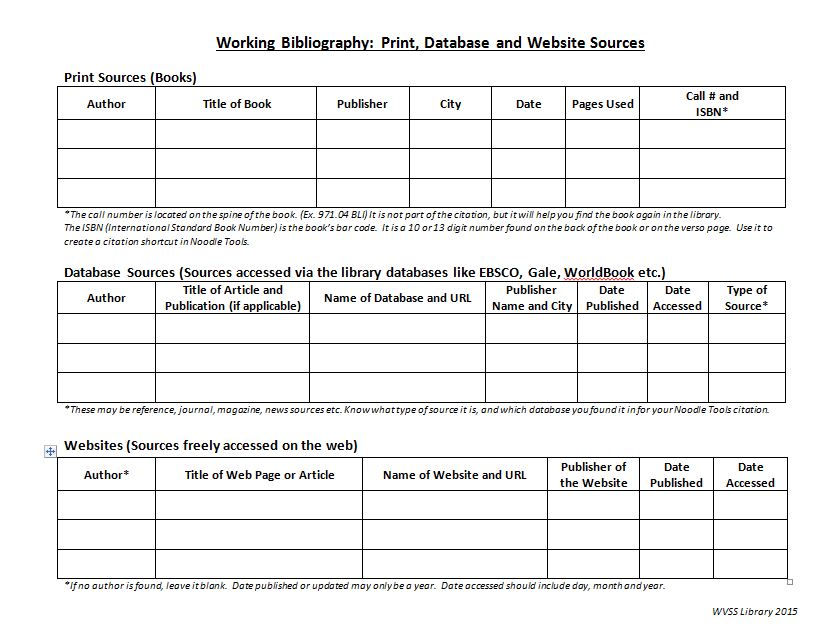 Working Bibliography: Print, Database and Website Sources
Print Sources (Books)
Author Title of Book Publisher City Date Pages Used Call # and
ISBN*
*The call number is located on the spine of the book. (Ex. 971.04 BLI) It is not part of the citation, but it will help you find the book again in the library.
The ISBN (International Standard Book Number) is the book's bar code. It is a 10 or 13 digit number found on the back of the book or on the verso page. Use it to
create a citation shortcut in Noodle Tools.
Database Sources (Sources accessed via the library databases like EBSCO, Gale, WorldBook etc.)
Author Title of Article and Name of Database and URL Publisher Date Date Type of
Publication (if applicable) Name and City Published Accessed Source*
*These may be reference, journal, magazine, news sources etc. Know what type of source it is, and which database you found it in for your Noodle Tools citation.
Websites (Sources freely accessed on the web)
Author* Title of Web Page or Article Name of Website and URL Publisher of Date Date
the Website Published Accessed
*If no author is found, leave it blank. Date published or updated may only be a year. Date accessed should include day, month and year.
WVSS Library 2015